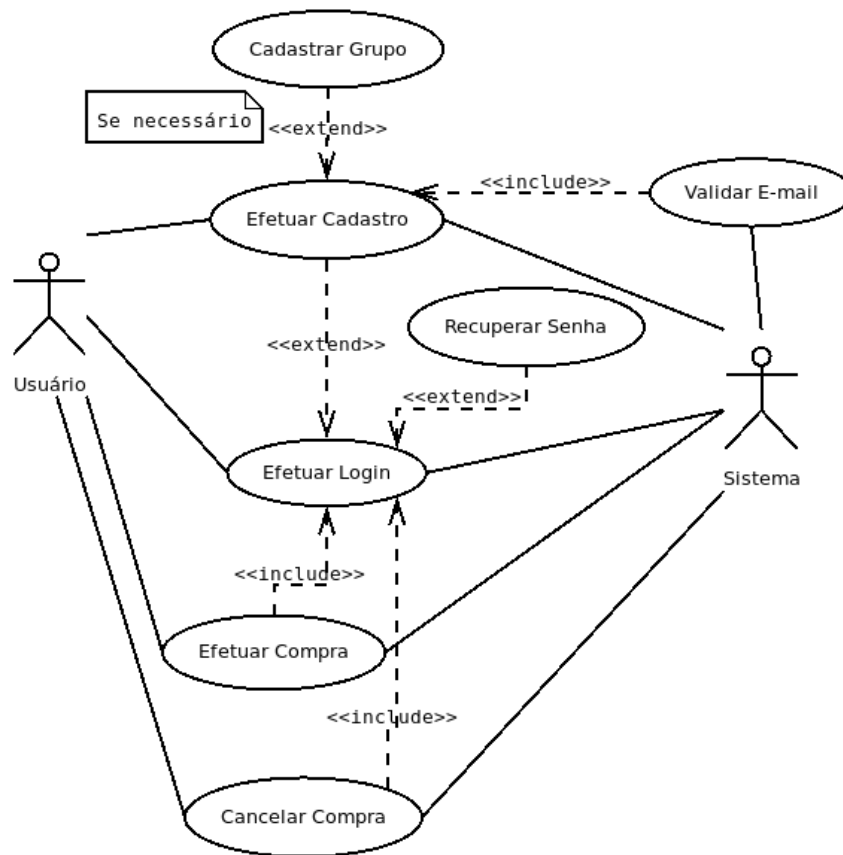 Cadastrar Grupo
Se necessário
<<extend>>
<<include>>
Validar E-mail
Efetuar Cadastro
Recuperar Senha
<<extend>>
Usuário
<<extend>>
Efetuar Login
Sistema
<<include>>
Efetuar Compra
<<include>>
Cancelar Compra